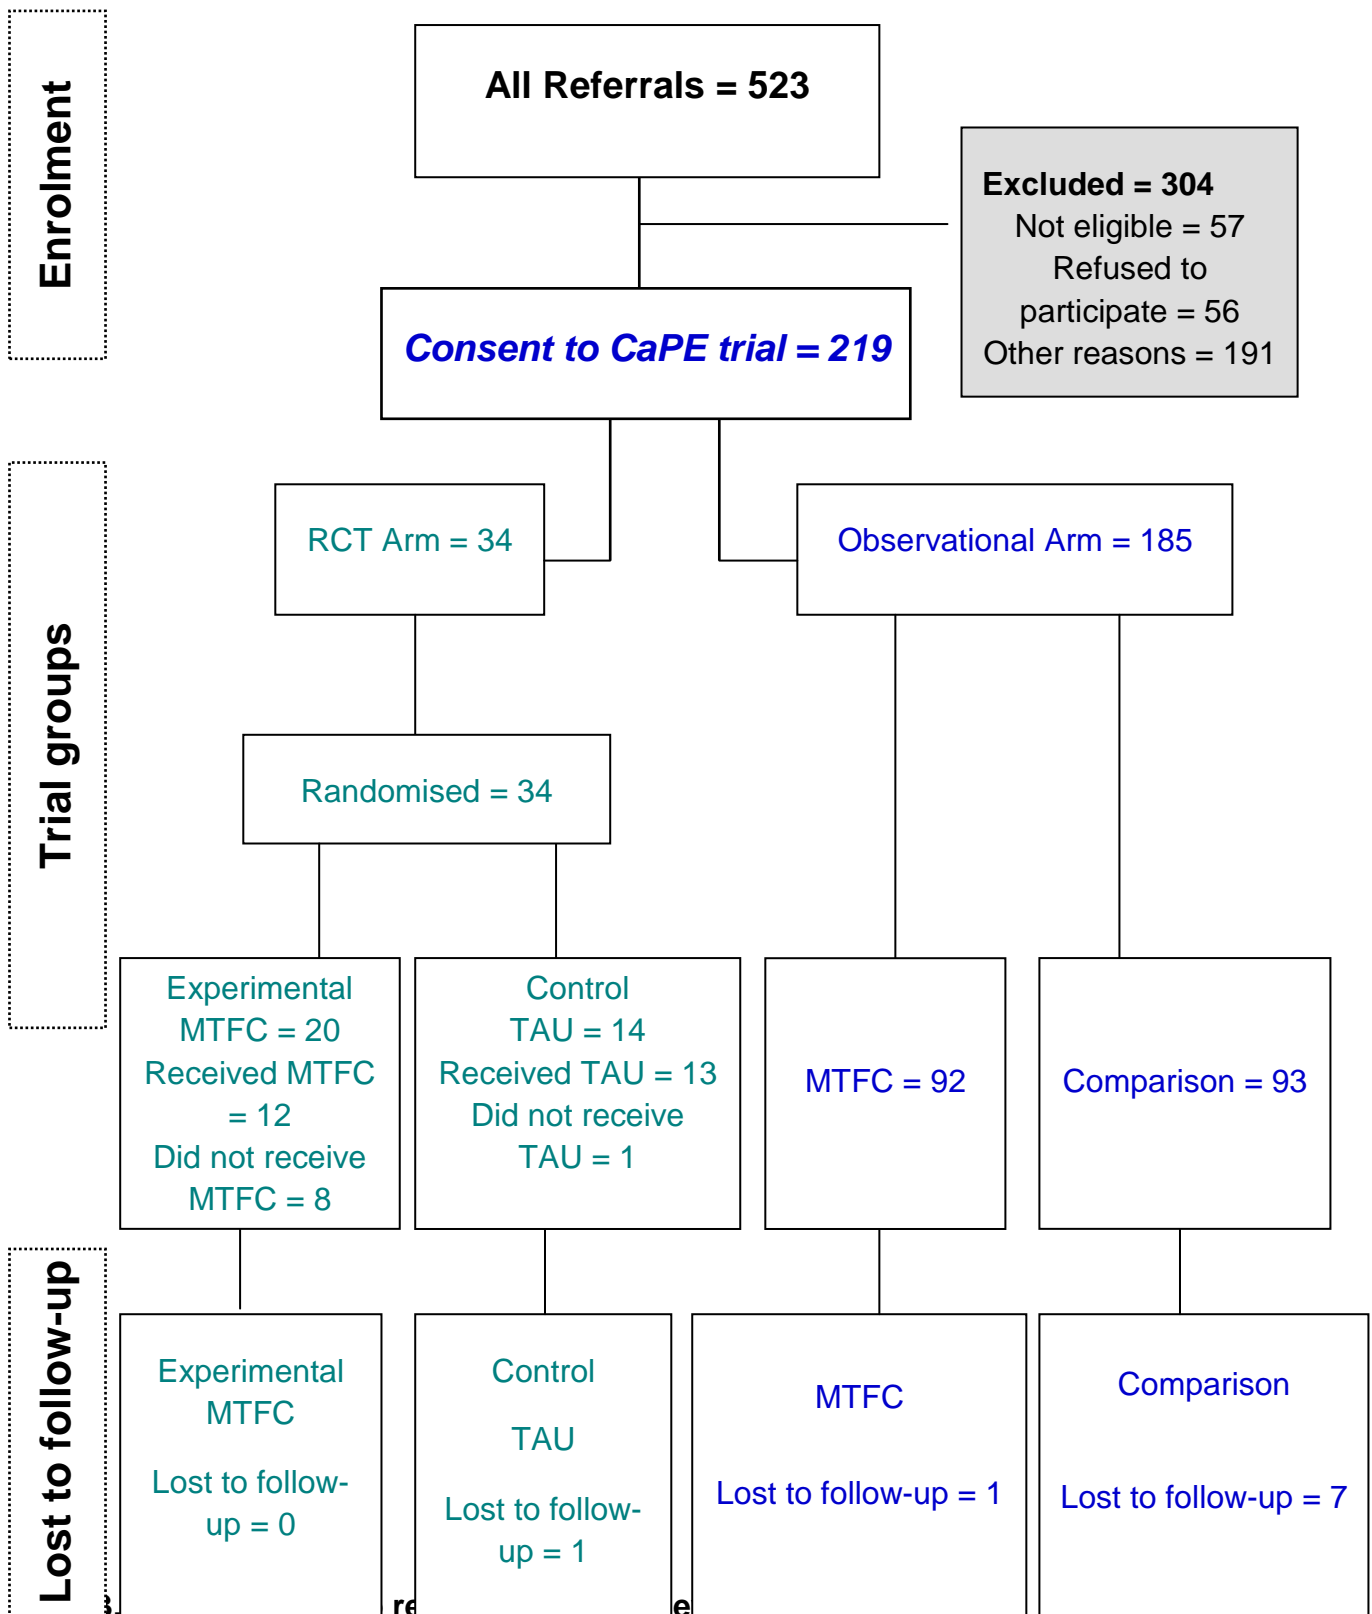 Enrolment
All Referrals = 523
Excluded = 304
Not eligible = 57
Refused to
participate = 56
Other reasons = 191
Consent to CaPE trial = 219
Trial groups
RCT Arm = 34
Observational Arm = 185
Randomised = 34
Experimental
MTFC = 20
Received MTFC
= 12
Did not receive
MTFC = 8
Control
TAU = 14
Received TAU = 13
Did not receive
TAU = 1
MTFC = 92
Comparison = 93
Lost to follow-up
Experimental
MTFC
Lost to follow-
up = 0
Control
TAU
Lost to follow-
up = 1
MTFC
Lost to follow-up = 1
Comparison
Lost to follow-up = 7